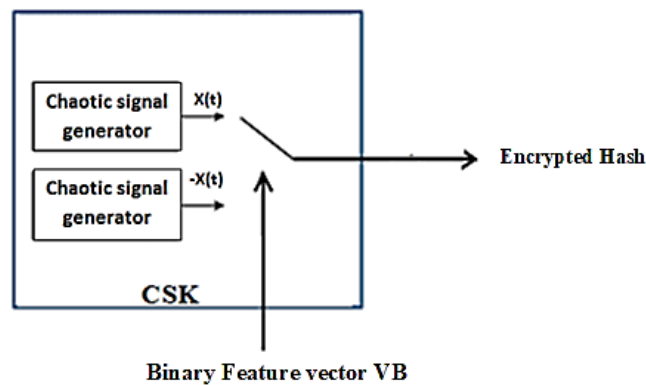 Chaotic signal
generator
X(t)
Encrypted Hash
Chaotic signal
generator
-X(t)
CSK
Binary Feature vector VB